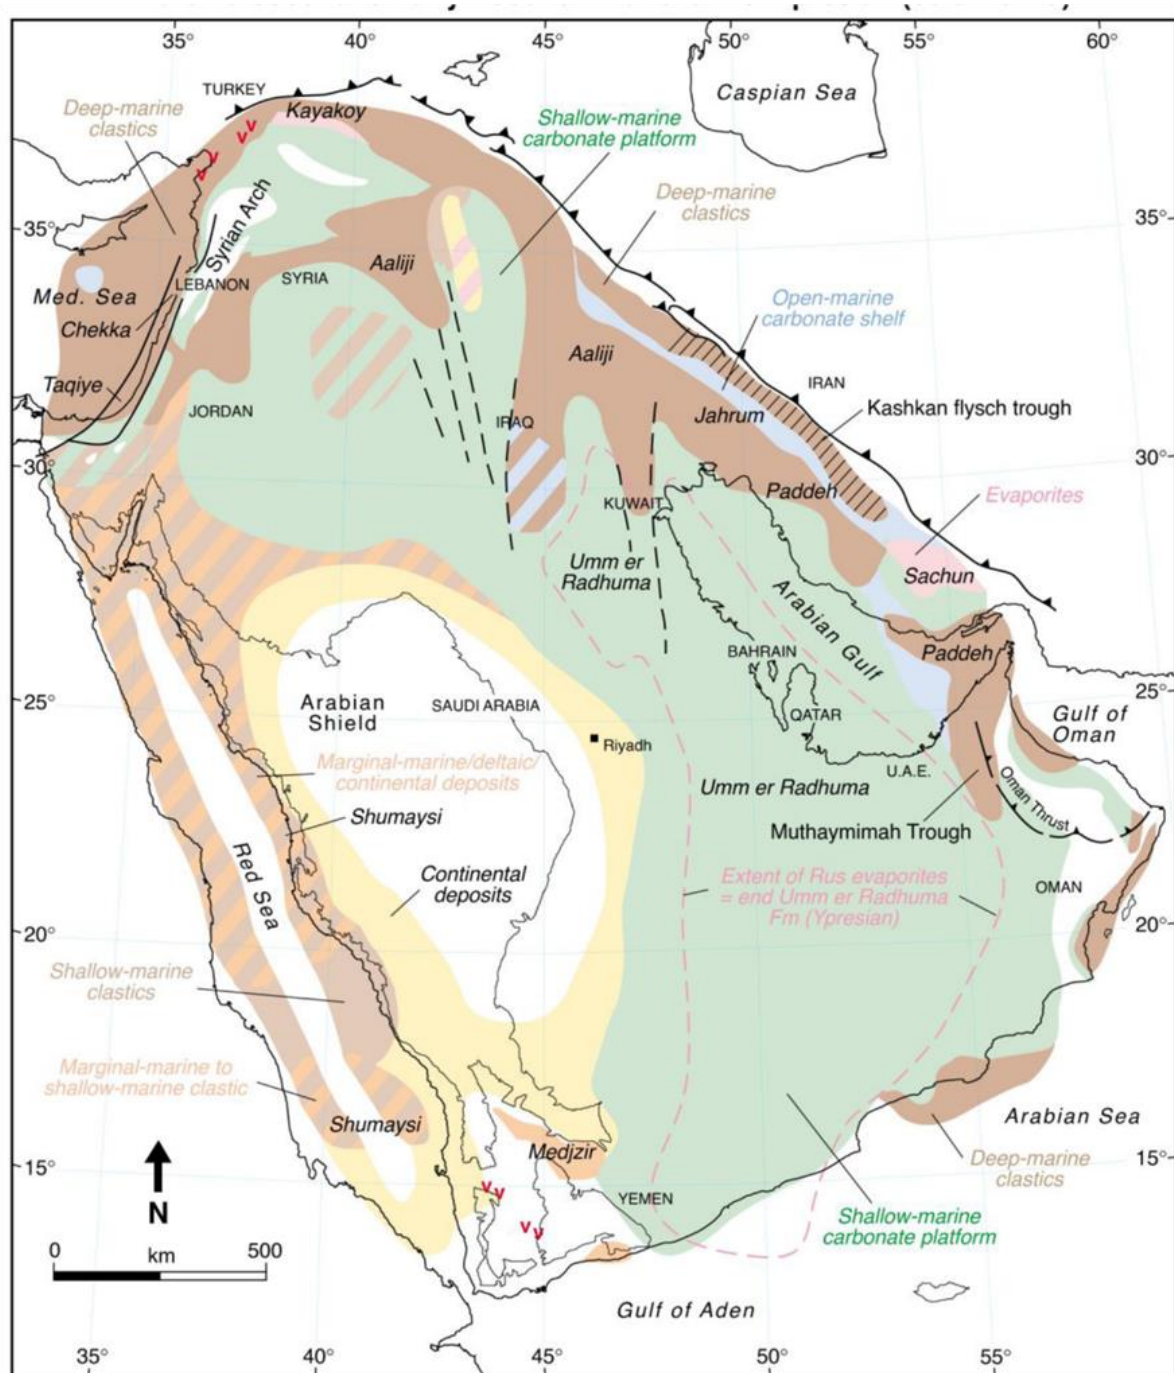 35°
40°
45°
50°
55°
60°
TURKEY
Kayakoy
Caspian Sea
Deep-marine
clastics
v
v
v
v
Shallow-marine
carbonate platform
Deep-marine
clastics
35°
35°
Syrian Arch
Aaliji
SYRIA
LEBANON
Med. Sea
Chekka
Open-marine
carbonate shelf
Aaliji
Taqiye
JORDAN
IRAN
Kashkan flysch trough
Jahrum
IRAQ
30°
30°
Paddeh
Evaporites
KUWAIT
Umm er
Radhuma
Sachun
Arabian Gulf
BAHRAIN
Paddeh
25°
25°
Arabian
Shield
SAUDI ARABIA
QATAR
Gulf of
Oman
Riyadh
U.A.E.
Marginal-marine/deltaic/
continental deposits
Umm er Radhuma
Oman Thrust
Shumaysi
Muthaymimah Trough
Red Sea
Continental
deposits
Extent of Rus evaporites
= end Umm er Radhuma
Fm (Ypresian)
OMAN
20°
20°
Shallow-marine
clastics
Marginal-marine to
shallow-marine clastic
Shumaysi
Arabian Sea
Medjzir
15°
15°
Deep-marine
clastics
N
v
v
v
v
YEMEN
Shallow-marine
carbonate platform
0
km
500
Gulf of Aden
35°
40°
45°
50°
55°